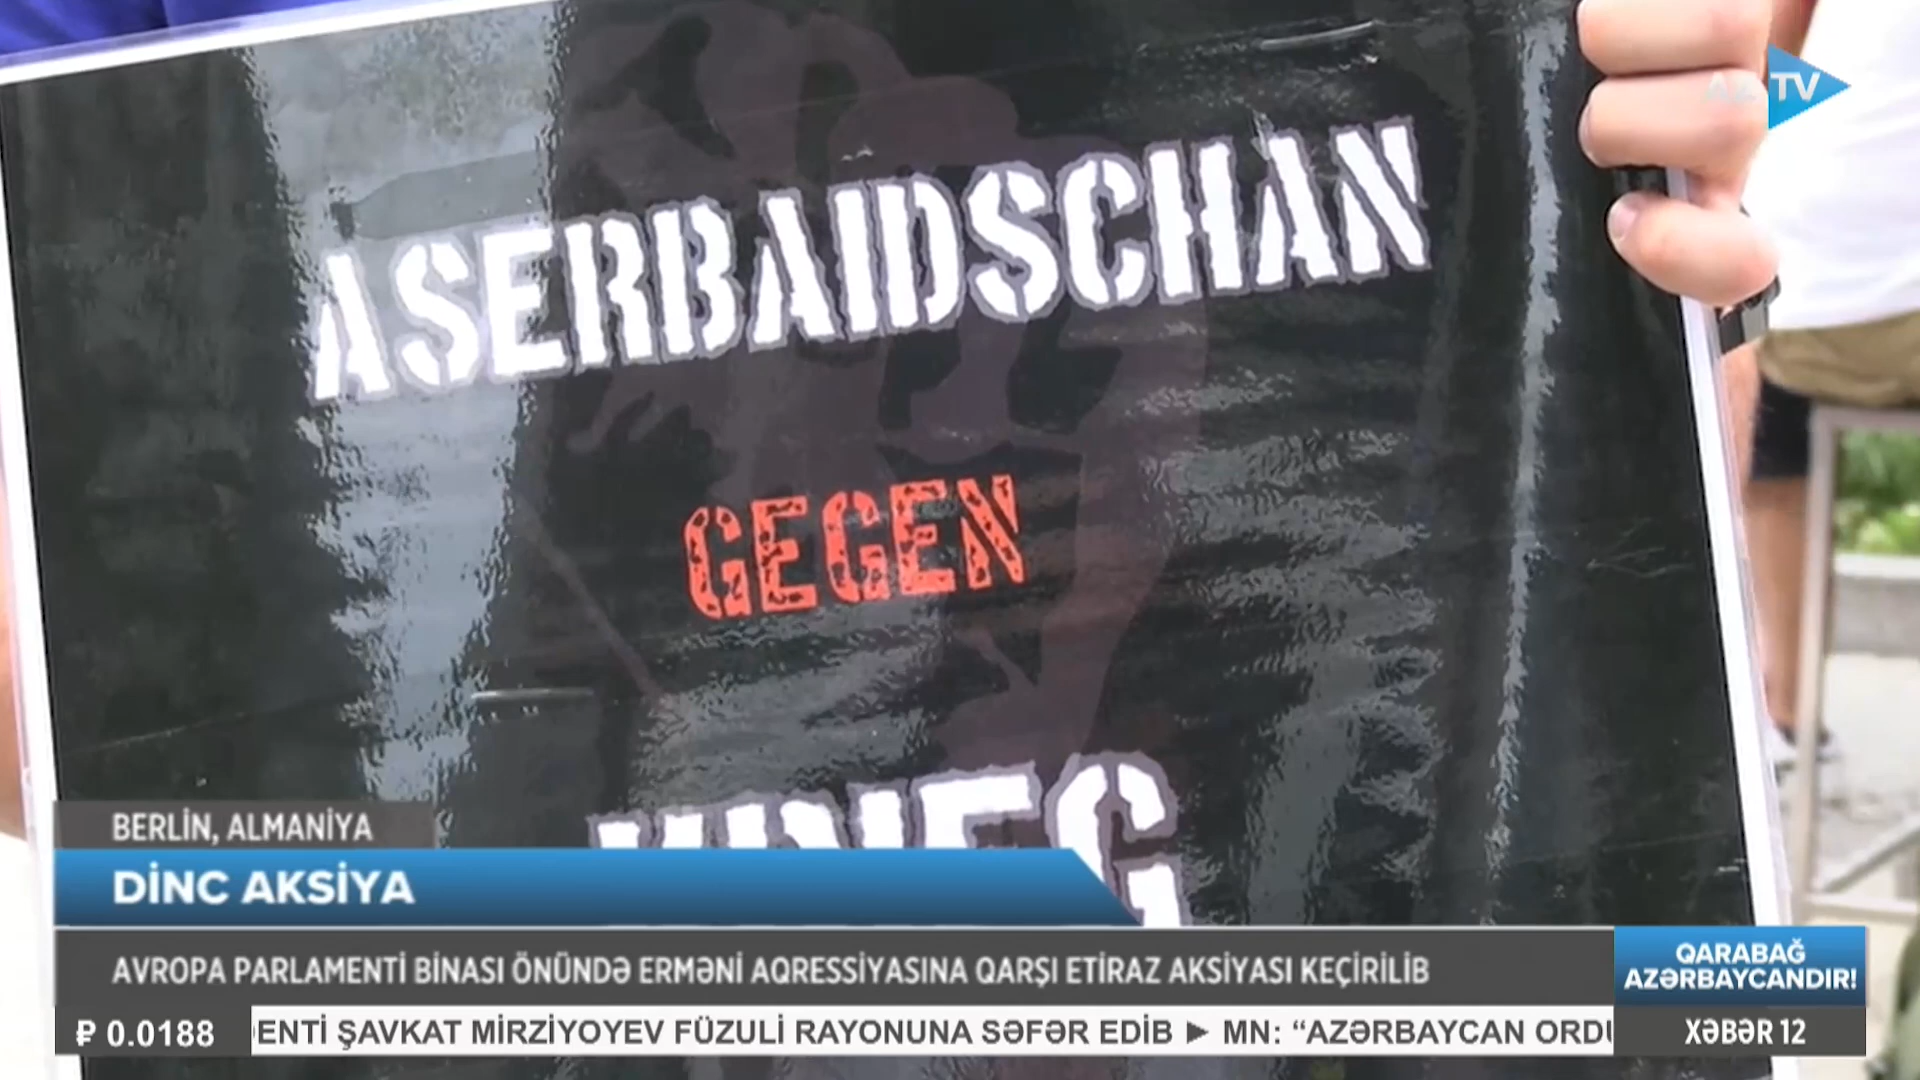 AZTV
ASERBAIDSCHAN
GEGEN
BERLİN, ALMANİYA
DİNC AKSİYA
AVROPA PARLAMENTİ BİNASI ÖNÜNDƏ ERMƏNİ AQRESSİYASINA QARŞI ETİRAZ AKSİYASI KEÇİRİLİB
QARABAĞ
AZƏRBAYCANDIR!
₽ 0.0188
ENTİ ŞAVKAT MİRZİYOYEV FÜZULİ RAYONUNA SƏFƏR EDİB ► MN: “AZƏRBAYCAN ORDU
XƏBƏR 12